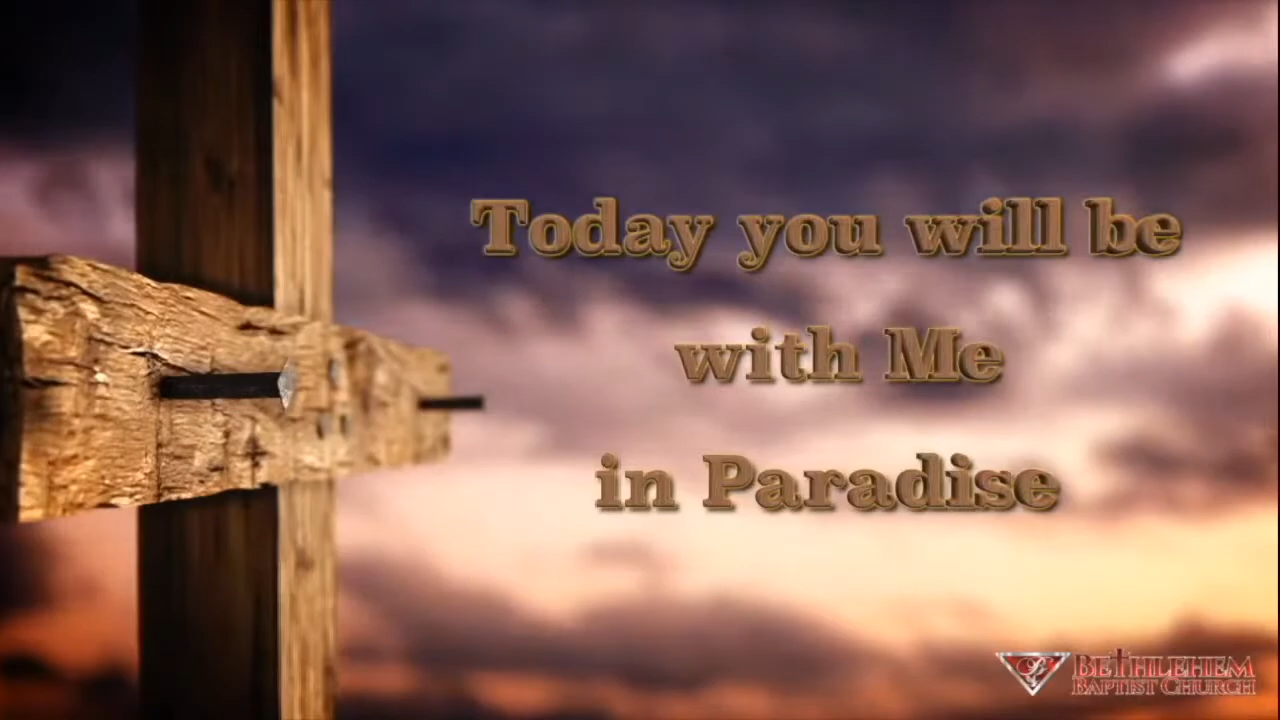 Today you will be
with Me
in Paradise
BETHLEHEM
BAPTIST CHURCH